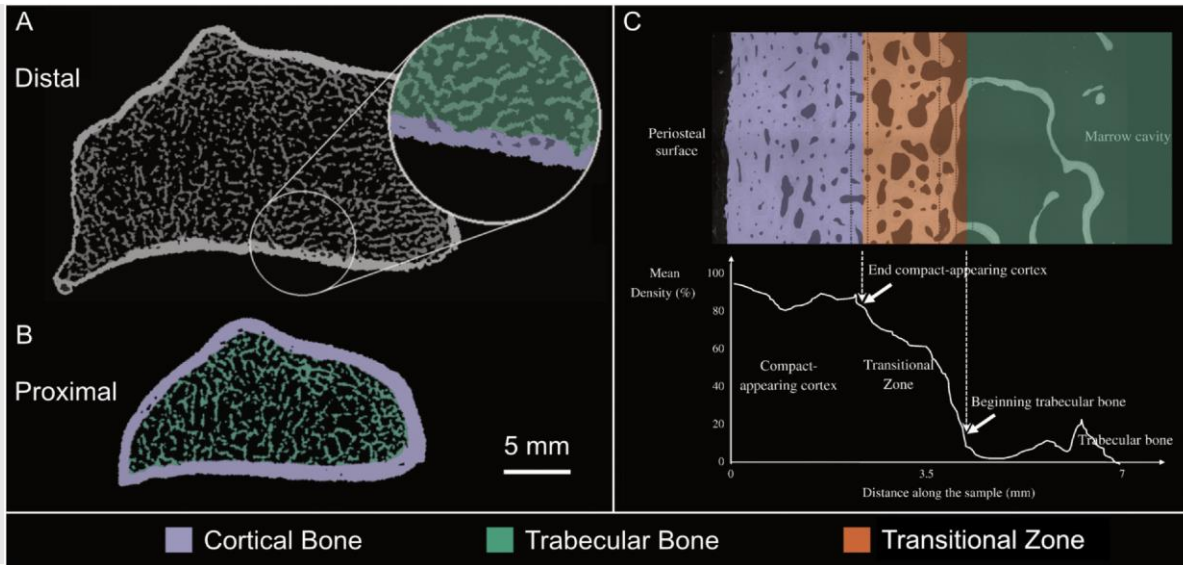 A
Distal
B
Proximal
5 mm
C
Periosteal
surface
Marrow cavity
Mean
Density (%)
100
80
60
40
20
0
End compact-appearing cortex
Compact-
appearing cortex
Transitional
Zone
Beginning trabecular bone
Trabecular bone
0
3.5
7
Distance along the sample (mm)
Cortical Bone
Trabecular Bone
Transitional Zone